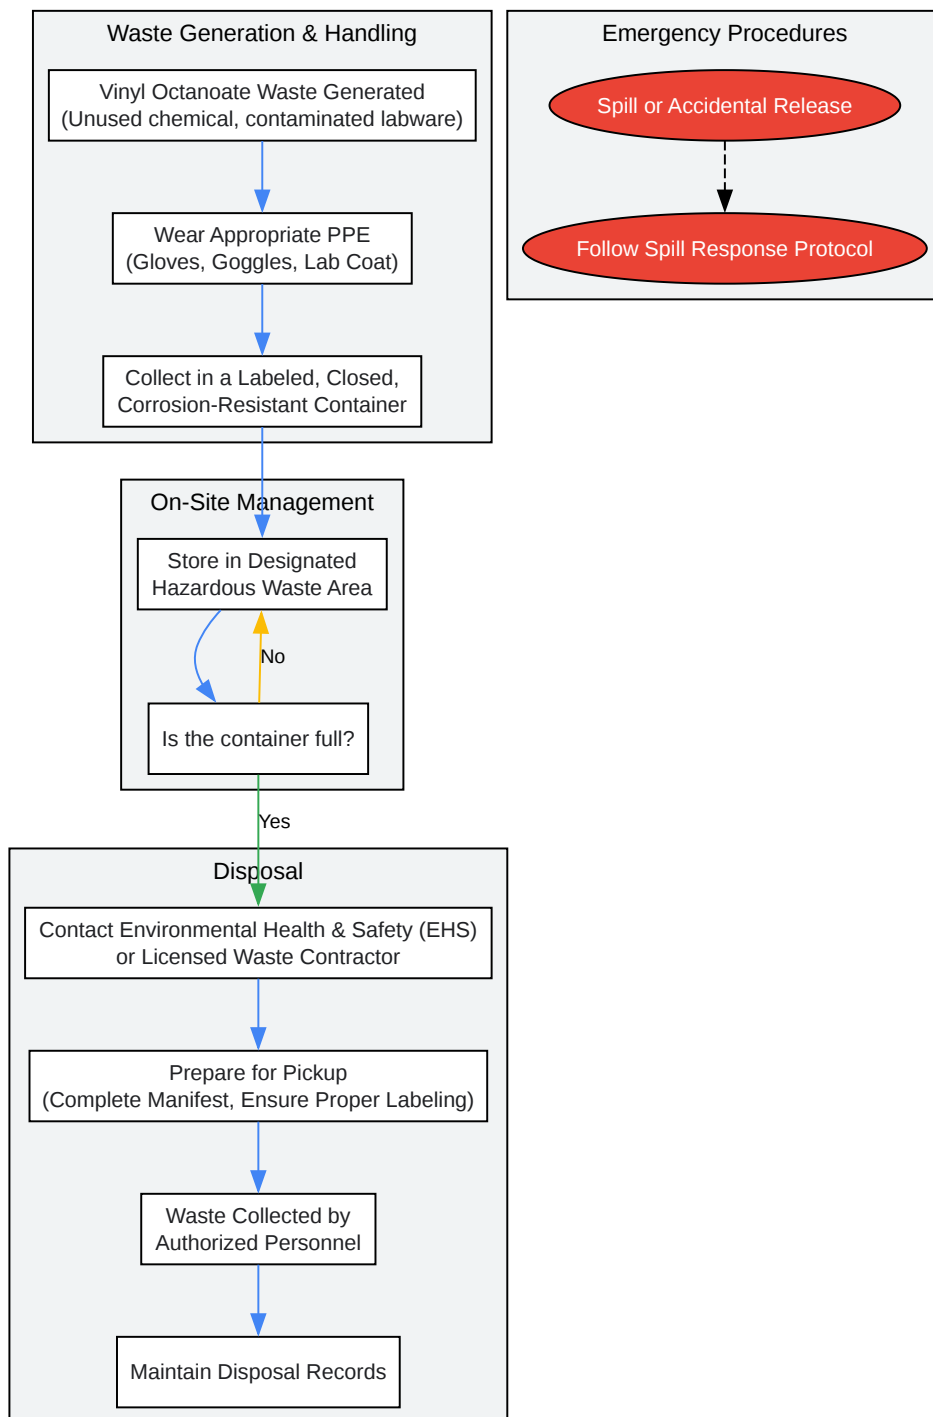 Waste Generation & Handling
Vinyl Octanoate Waste Generated
(Unused chemical, contaminated labware)
Wear Appropriate PPE
(Gloves, Goggles, Lab Coat)
Collect in a Labeled, Closed,
Corrosion-Resistant Container
Emergency Procedures
Spill or Accidental Release
Follow Spill Response Protocol
On-Site Management
Store in Designated
Hazardous Waste Area
No
Is the container full?
Yes
Disposal
Contact Environmental Health & Safety (EHS)
or Licensed Waste Contractor
Prepare for Pickup
(Complete Manifest, Ensure Proper Labeling)
Waste Collected by
Authorized Personnel
Maintain Disposal Records